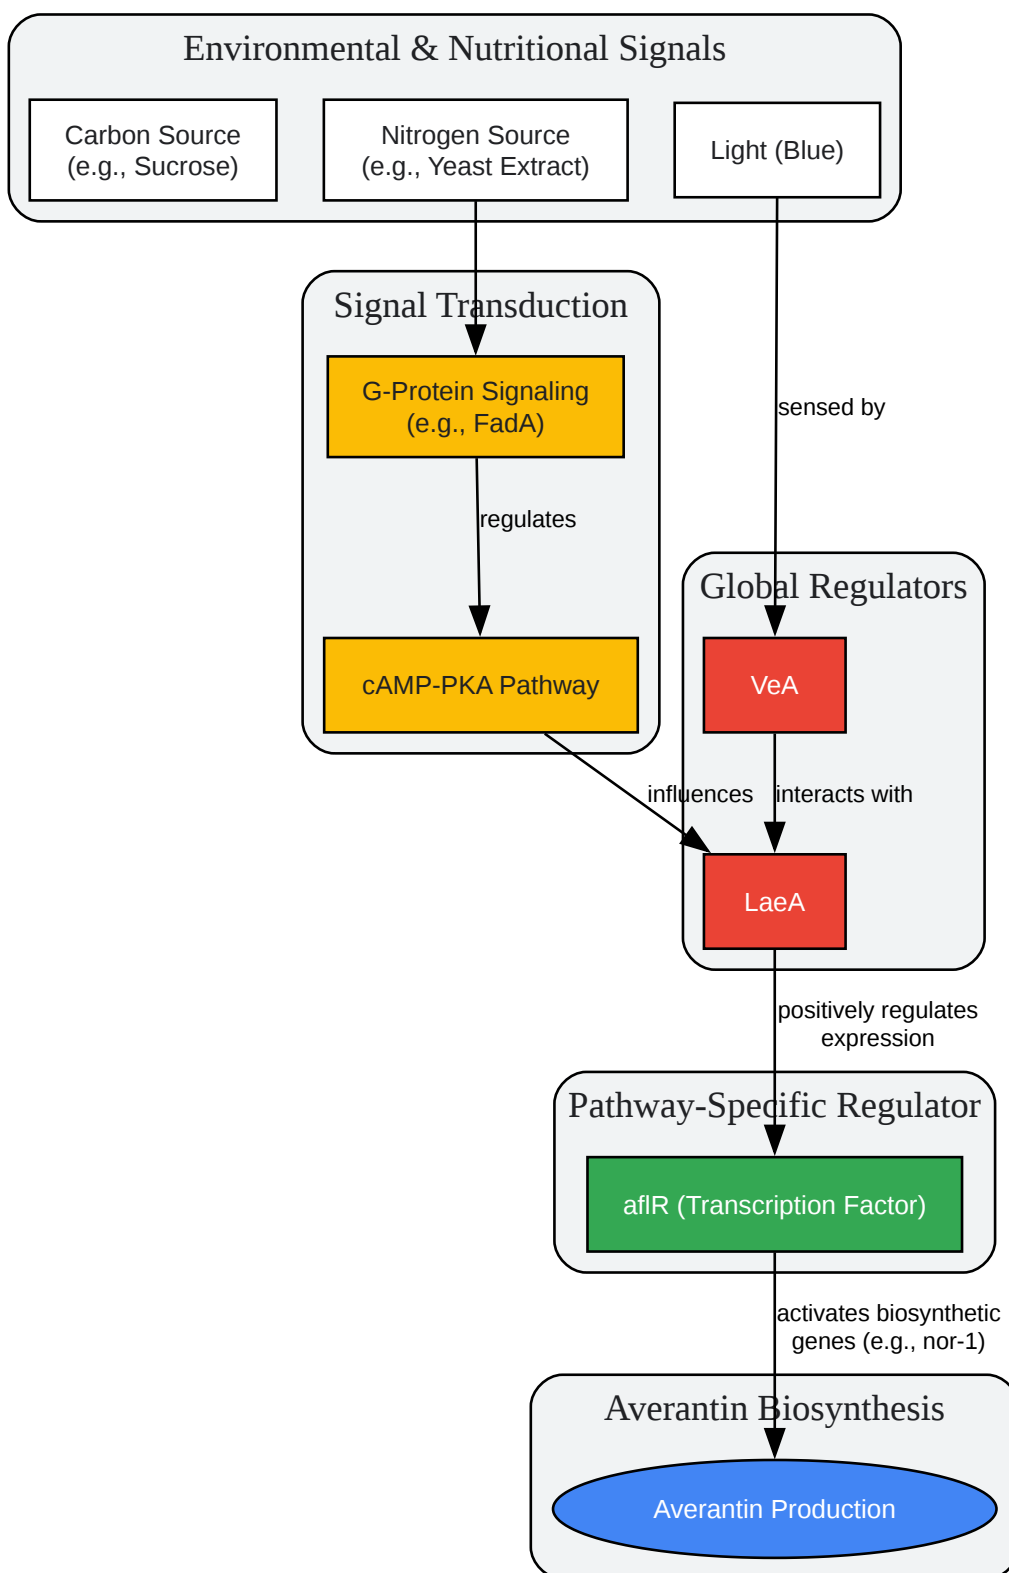 Environmental & Nutritional Signals
Carbon Source
(e.g., Sucrose)
Nitrogen Source
(e.g., Yeast Extract)
Light (Blue)
Signal Transduction
G-Protein Signaling
(e.g., FadA)
sensed by
regulates
Global Regulators
cAMP-PKA Pathway
VeA
influences
interacts with
LaeA
positively regulates
expression
Pathway-Specific Regulator
aflR (Transcription Factor)
activates biosynthetic
genes (e.g., nor-1)
Averantin Biosynthesis
Averantin Production